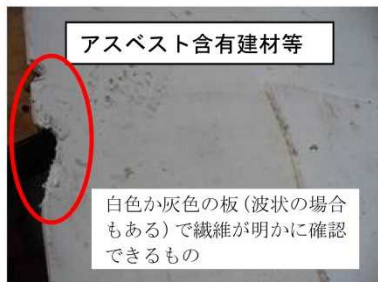 アスベスト含有建材等
白色か灰色の板(波状の場合
もある)で繊維が明かに確認
できるもの